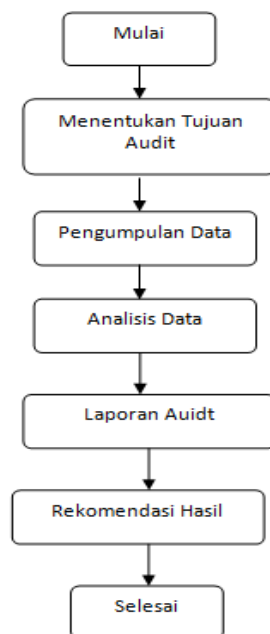 Mulai
Menentukan Tujuan
Audit
Pengumpulan Data
Analisis Data
Laporan Auidt
Rekomendasi Hasil
Selesai